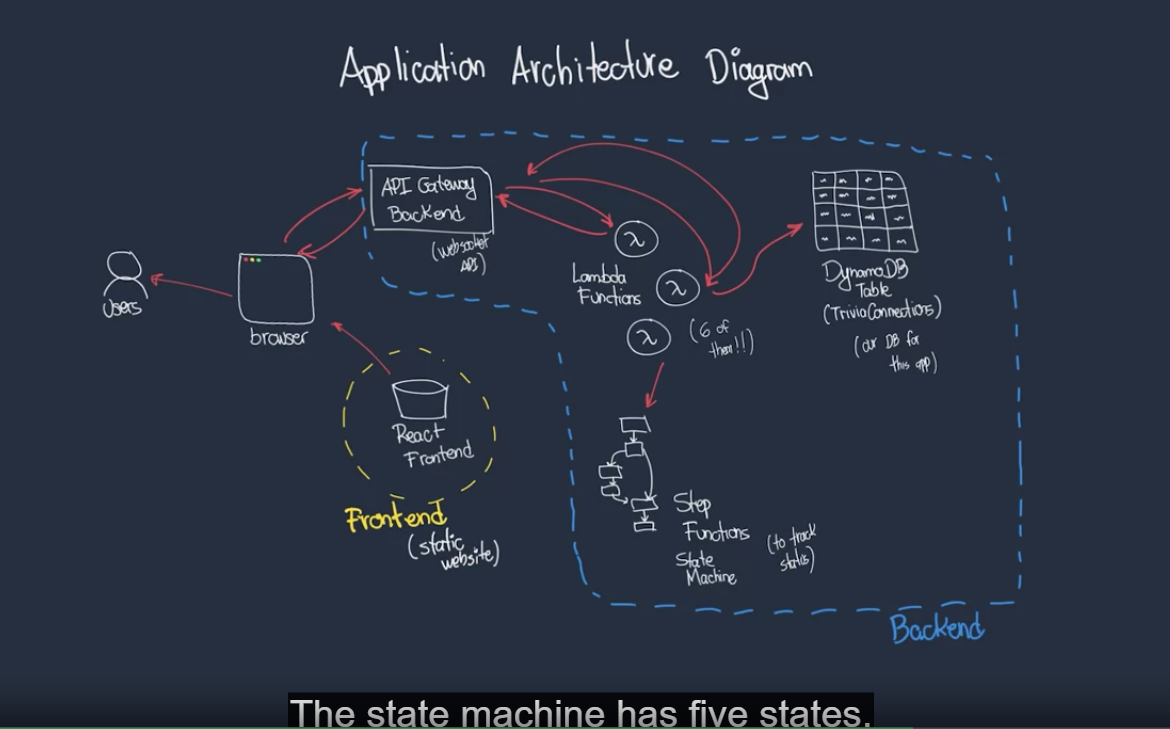 Application Architecture Diagram
API Gateway
Backend
(websocket
API)
λ
Lambda
Functions
λ
λ
(6 of
them!!)
DynamoDB
Table
(TriviaConnections)
(our DB for
this app)
Users
browser
React
Frontend
Frontend
(static
website)
Step
Functions
State
Machine
(to track
status)
Backend
The state machine has five states.